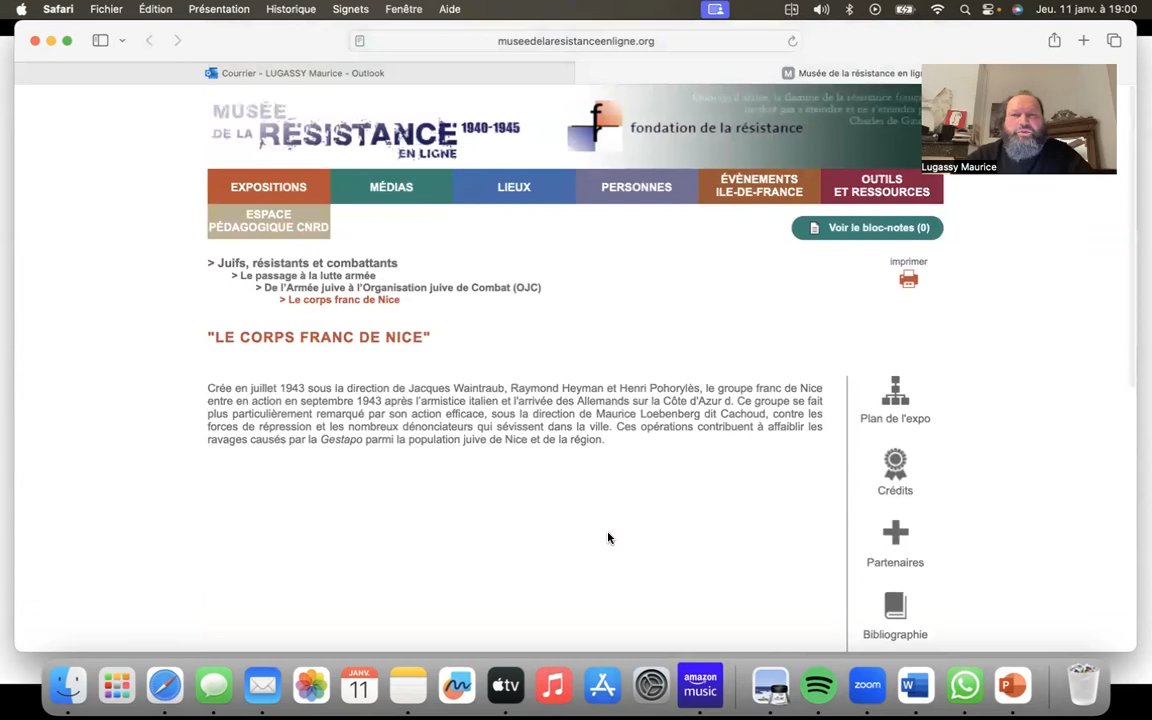 Safari Fichier Édition Présentation Historique Signets Fenêtre Aide Jeu. 11 janv. à 19:00
museedelaresistanceenligne.org
Courrier – LUGASSY Maurice – Outlook
M Musée de la résistance en lig
MUSÉE
DE LA RÉSISTANCE 1940-1945
EN LIGNE
f fondation de la résistance
Charles de Ga
Lugassy Maurice
EXPOSITIONS MÉDIAS LIEUX PERSONNES
ÉVÈNEMENTS
ILE-DE-FRANCE
OUTILS
ET RESSOURCES
ESPACE
PÉDAGOGIQUE CNRD
Voir le bloc-notes (0)
imprimer
> Juifs, résistants et combattants
> Le passage à la lutte armée
> De l'Armée juive à l'Organisation juive de Combat (OJC)
> Le corps franc de Nice
"LE CORPS FRANC DE NICE"
Crée en juillet 1943 sous la direction de Jacques Waintraub, Raymond Heyman et Henri Pohorylès, le groupe franc de Nice
entre en action en septembre 1943 après l'armistice italien et l'arrivée des Allemands sur la Côte d'Azur d. Ce groupe se fait
plus particulièrement remarqué par son action efficace, sous la direction de Maurice Loebenberg dit Cachoud, contre les
forces de répression et les nombreux dénonciateurs qui sévissent dans la ville. Ces opérations contribuent à affaiblir les
ravages causés par la Gestapo parmi la population juive de Nice et de la région.
Plan de l'expo
Crédits
Partenaires
Bibliographie
JANV.
11
tv
amazon
music
zoom
W
P